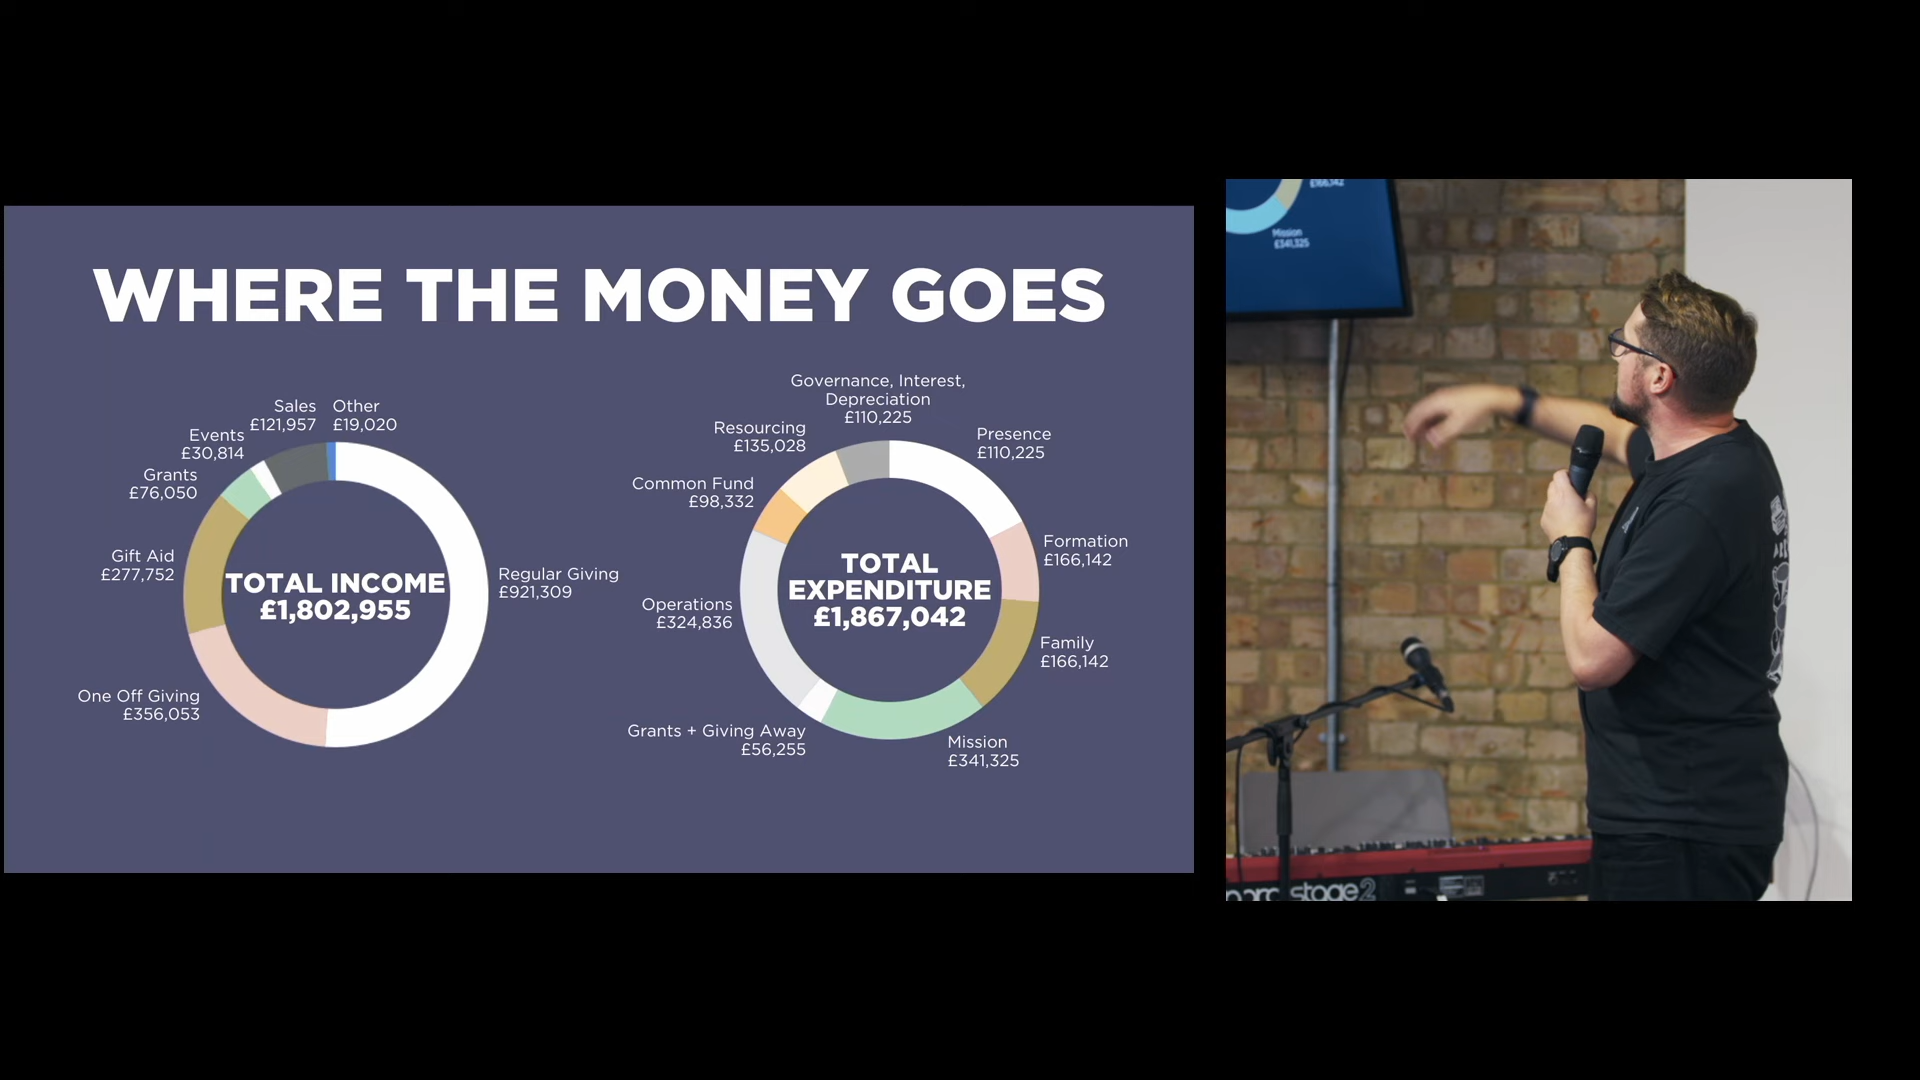 WHERE THE MONEY GOES
Sales
£121,957
Other
£19,020
Events
£30,814
Grants
£76,050
Gift Aid
£277,752
One Off Giving
£356,053
Regular Giving
£921,309
TOTAL INCOME
£1,802,955
Governance, Interest,
Depreciation
£110,225
Resourcing
£135,028
Common Fund
£98,332
Operations
£324,836
Grants + Giving Away
£56,255
Presence
£110,225
Formation
£166,142
Family
£166,142
Mission
£341,325
TOTAL
EXPENDITURE
£1,867,042
£166,142
Mission
£341,325
stage2